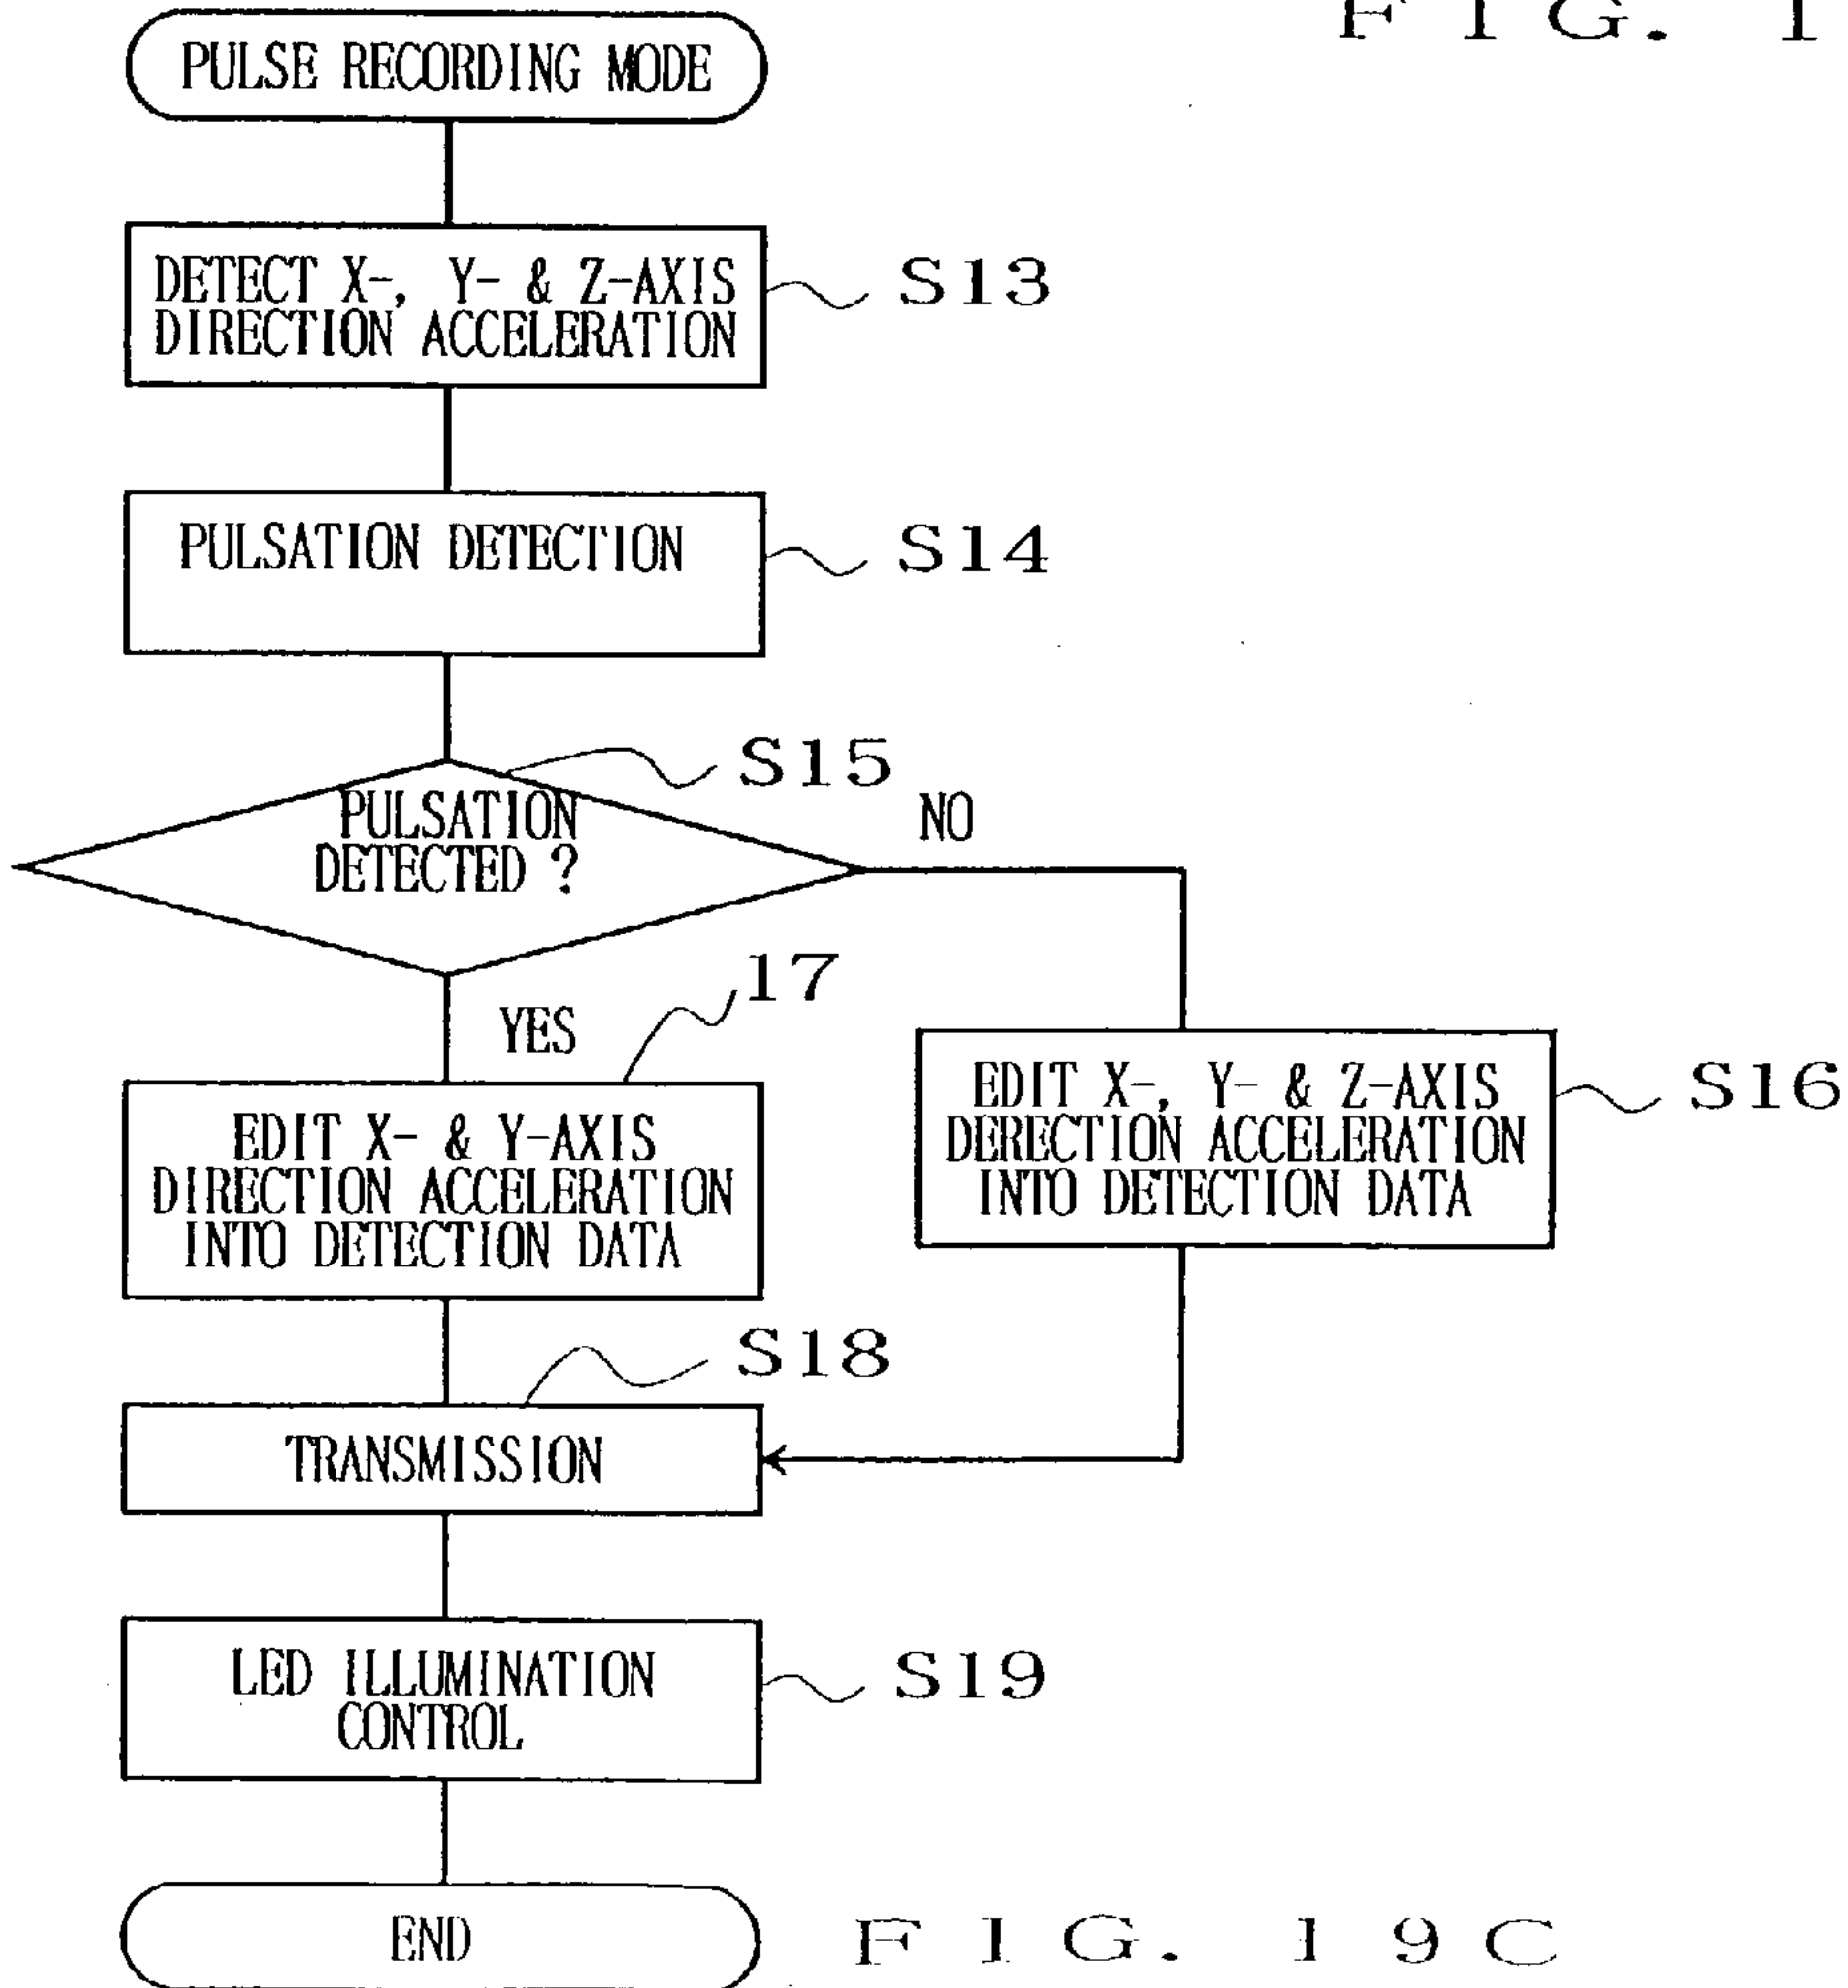 F I G. 1
PULSE RECORDING MODE
DETECT X-, Y- & Z-AXIS
DIRECTION ACCELERATION
S13
PULSATION DETECTION
S14
S15
PULSATION
DETECTED ?
NO
17
YES
EDIT X- & Y-AXIS
DIRECTION ACCELERATION
INTO DETECTION DATA
EDIT X-, Y- & Z-AXIS
DERECTION ACCELERATION
INTO DETECTION DATA
S16
S18
TRANSMISSION
LED ILLUMINATION
CONTROL
S19
END
F I G. 1 9 C